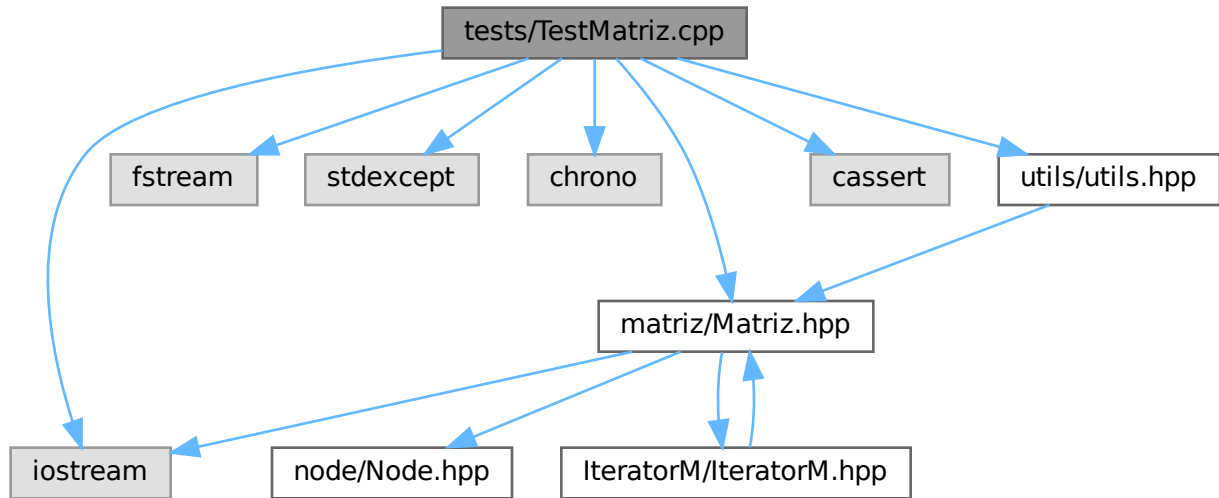 tests/TestMatriz.cpp
fstream
stdexcept
chrono
cassert
utils/utils.hpp
matriz/Matriz.hpp
iostream
node/Node.hpp
IteratorM/IteratorM.hpp